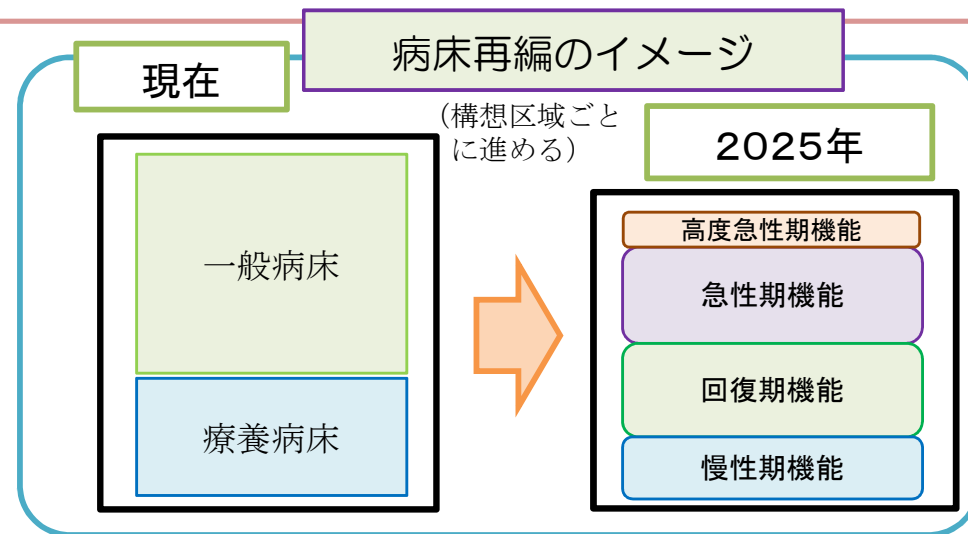 病床再編のイメージ
現在
（構想区域ごと
に進める）
２０２５年
一般病床
療養病床
高度急性期機能
急性期機能
回復期機能
慢性期機能